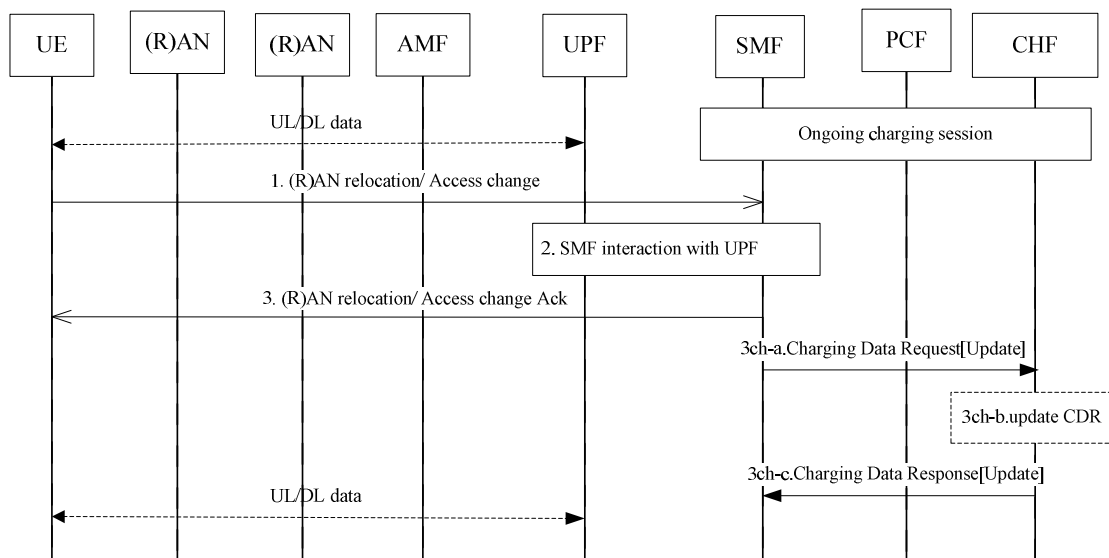 UE
(R)AN
(R)AN
AMF
UPF
SMF
PCF
CHF
UL/DL data
Ongoing charging session
1. (R)AN relocation/ Access change
2. SMF interaction with UPF
3. (R)AN relocation/ Access change Ack
3ch-a.Charging Data Request[Update]
3ch-b.update CDR
3ch-c.Charging Data Response[Update]
UL/DL data